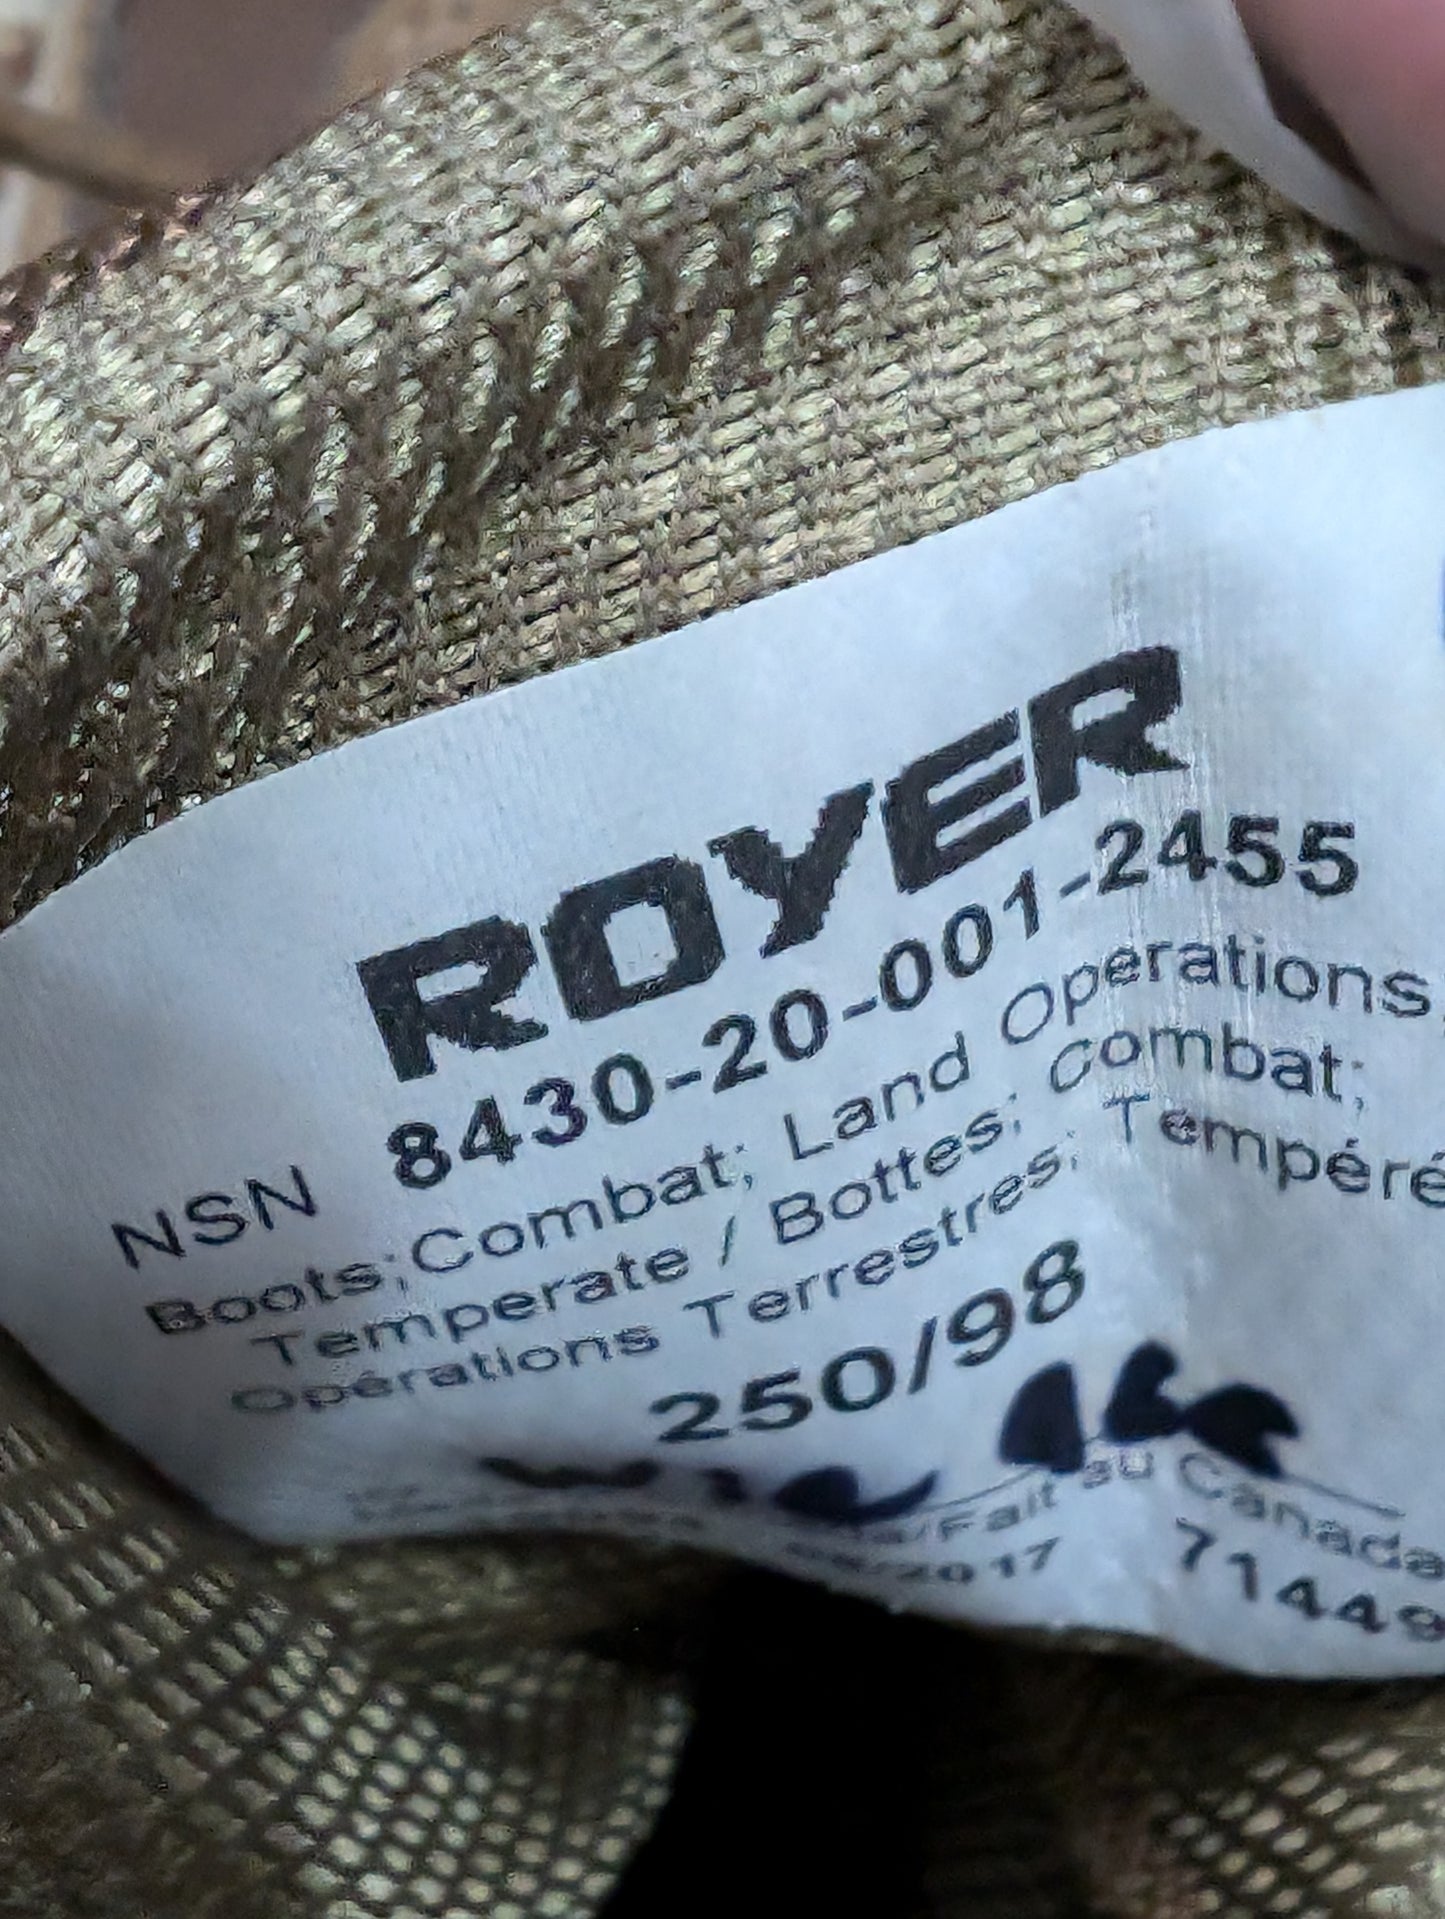 ROYER
NSN 8430-20-001-2455
Boots;Combat; Land Operations
Temperate / Bottes; Combat;
Opérations Terrestres; Tempéré
250/98
/Fait au Canada
/2017 71449